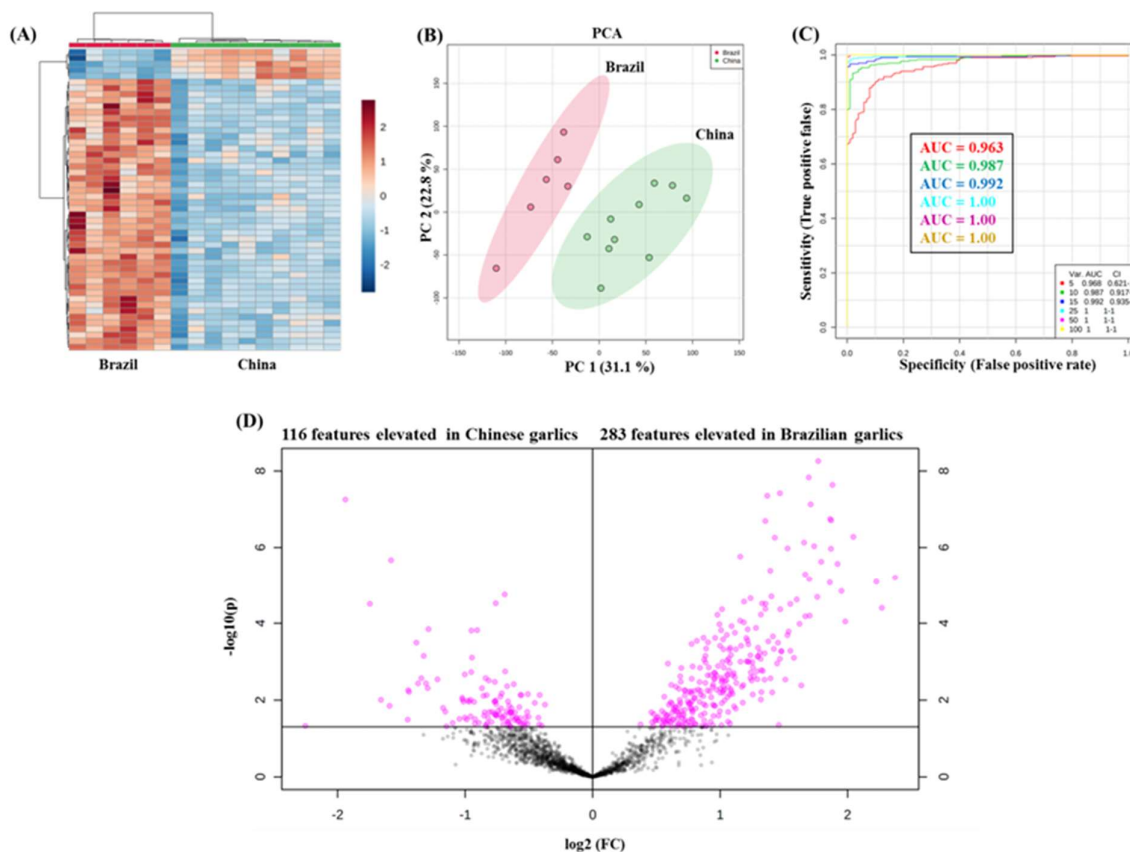 (A)
2
1
0
-1
-2
Brazil China
(B)
PCA
Brazil
China
Brazil
China
150
100
50
0
-50
-100
PC 2 (22.8 %)
-150 -100 -50 0 50 100 150
PC 1 (31.1 %)
(C)
1.0
0.8
0.6
0.4
0.2
0.0
Sensitivity (True positive false)
AUC = 0.963
AUC = 0.987
AUC = 0.992
AUC = 1.00
AUC = 1.00
AUC = 1.00
Var. AUC CI
5 0.968 0.621-
10 0.987 0.917-
15 0.992 0.935-
25 1 1-1
50 1 1-1
100 1 1-1
0.0 0.2 0.4 0.6 0.8 1.0
Specificity (False positive rate)
(D)
116 features elevated in Chinese garlics 283 features elevated in Brazilian garlics
8
6
4
2
0
-log10(p)
8
6
4
2
0
-2 -1 0 1 2
log2 (FC)